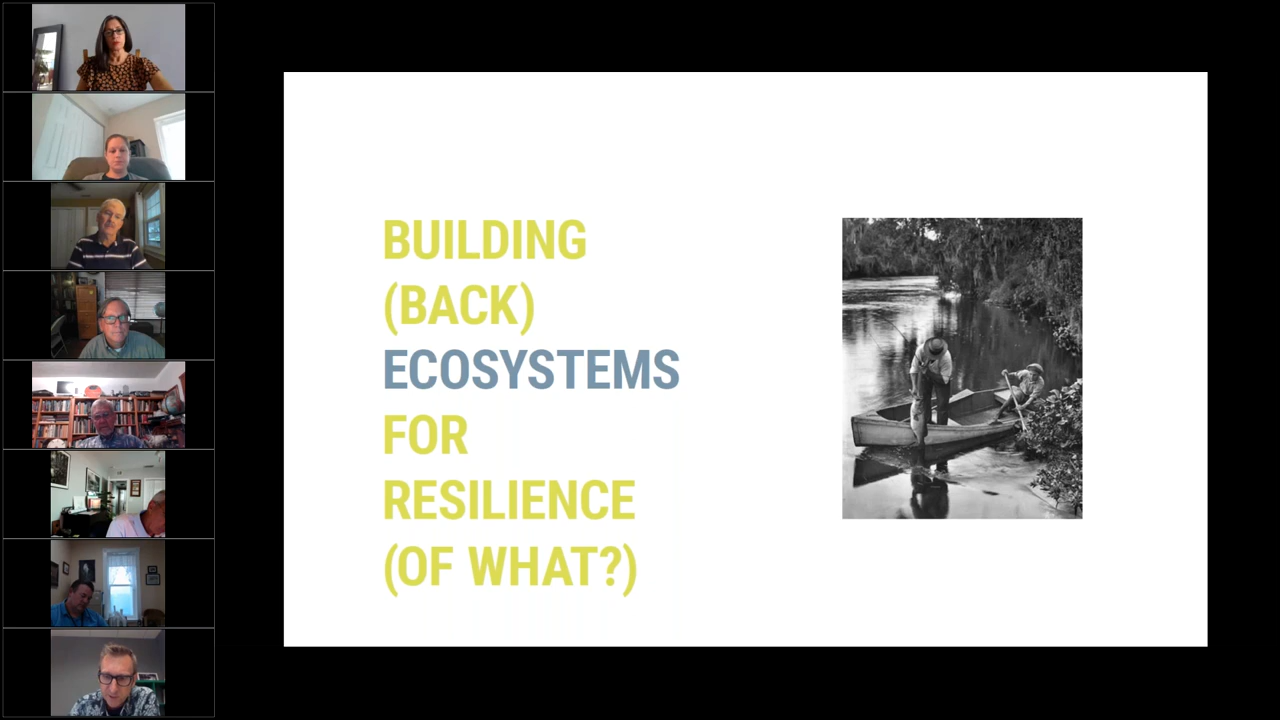 BUILDING
(BACK)
ECOSYSTEMS
FOR
RESILIENCE
(OF WHAT?)